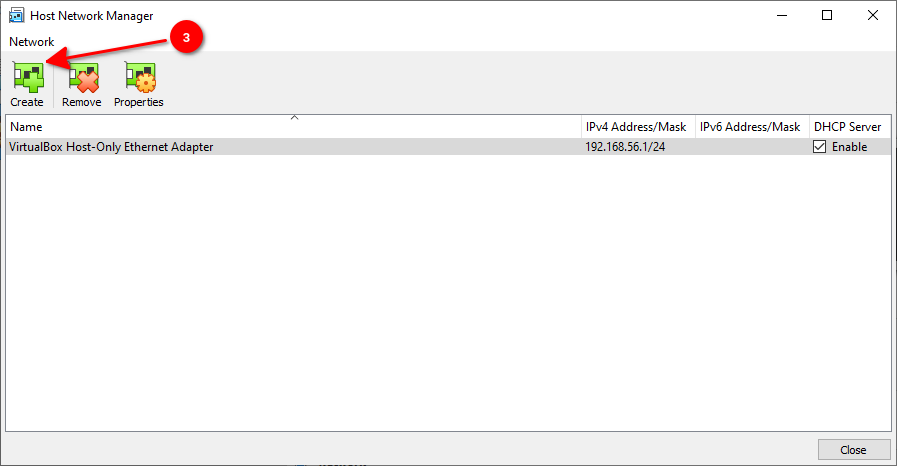 Host Network Manager
Network
3
Create Remove Properties
Name IPv4 Address/Mask IPv6 Address/Mask DHCP Server
VirtualBox Host-Only Ethernet Adapter 192.168.56.1/24 Enable
Close